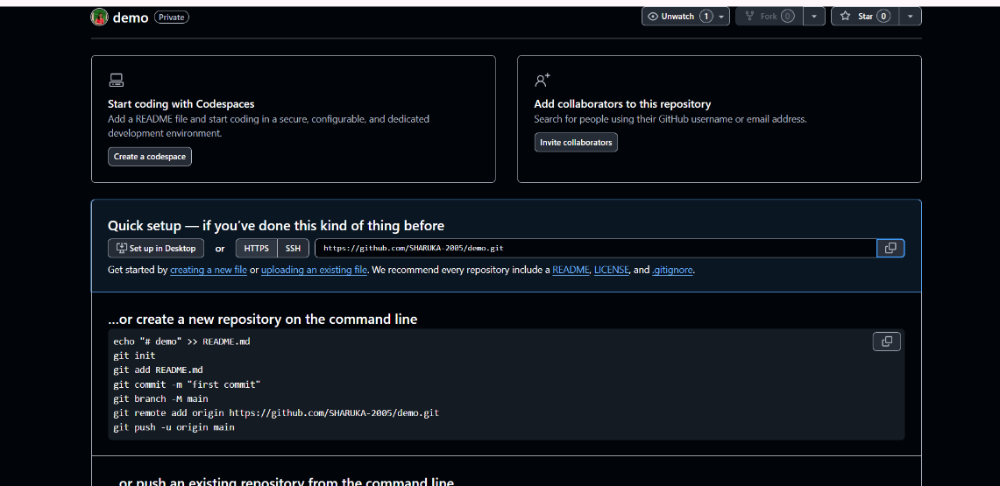 demo Private Unwatch 1 Fork 0 Star 0
Start coding with Codespaces
Add a README file and start coding in a secure, configurable, and dedicated
development environment.
Create a codespace
Add collaborators to this repository
Search for people using their GitHub username or email address.
Invite collaborators
Quick setup — if you’ve done this kind of thing before
Set up in Desktop or HTTPS SSH https://github.com/SHARUKA-2005/demo.git
Get started by creating a new file or uploading an existing file. We recommend every repository include a README, LICENSE, and .gitignore.
...or create a new repository on the command line
echo "# demo" >> README.md
git init
git add README.md
git commit -m "first commit"
git branch -M main
git remote add origin https://github.com/SHARUKA-2005/demo.git
git push -u origin main
...or push an existing repository from the command line